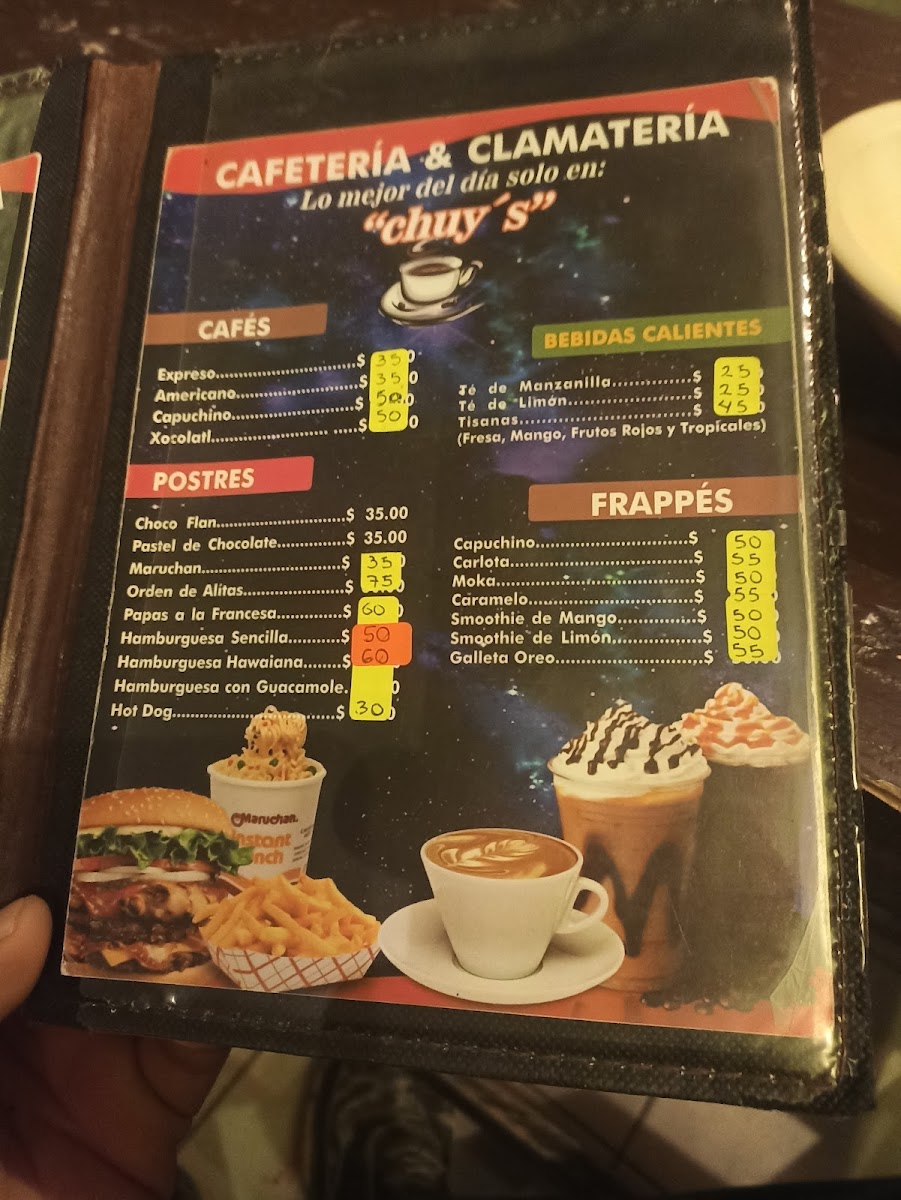 CAFETERÍA & CLAMATERÍA
Lo mejor del día solo en:
"chuy´s"
CAFÉS
Expreso...$ 35
Americano...$ 35
Capuchino...$ 50
Xocolatl...$ 50
BEBIDAS CALIENTES
Té de Manzanilla...$ 25
Té de Limón...$ 25
Tisanas...$ 45
(Fresa, Mango, Frutos Rojos y Tropicales)
POSTRES
Choco Flan...$ 35.00
Pastel de Chocolate...$ 35.00
Maruchan...$ 35
Orden de Alitas...$ 75
Papas a la Francesa...$ 60
Hamburguesa Sencilla...$ 50
Hamburguesa Hawaiana...$ 60
Hamburguesa con Guacamole.
Hot Dog...$ 30
FRAPPÉS
Capuchino...$ 50
Carlota...$ 55
Moka...$ 50
Caramelo...$ 55
Smoothie de Mango...$ 50
Smoothie de Limón...$ 50
Galleta Oreo...$ 55
Maruchan.
instant